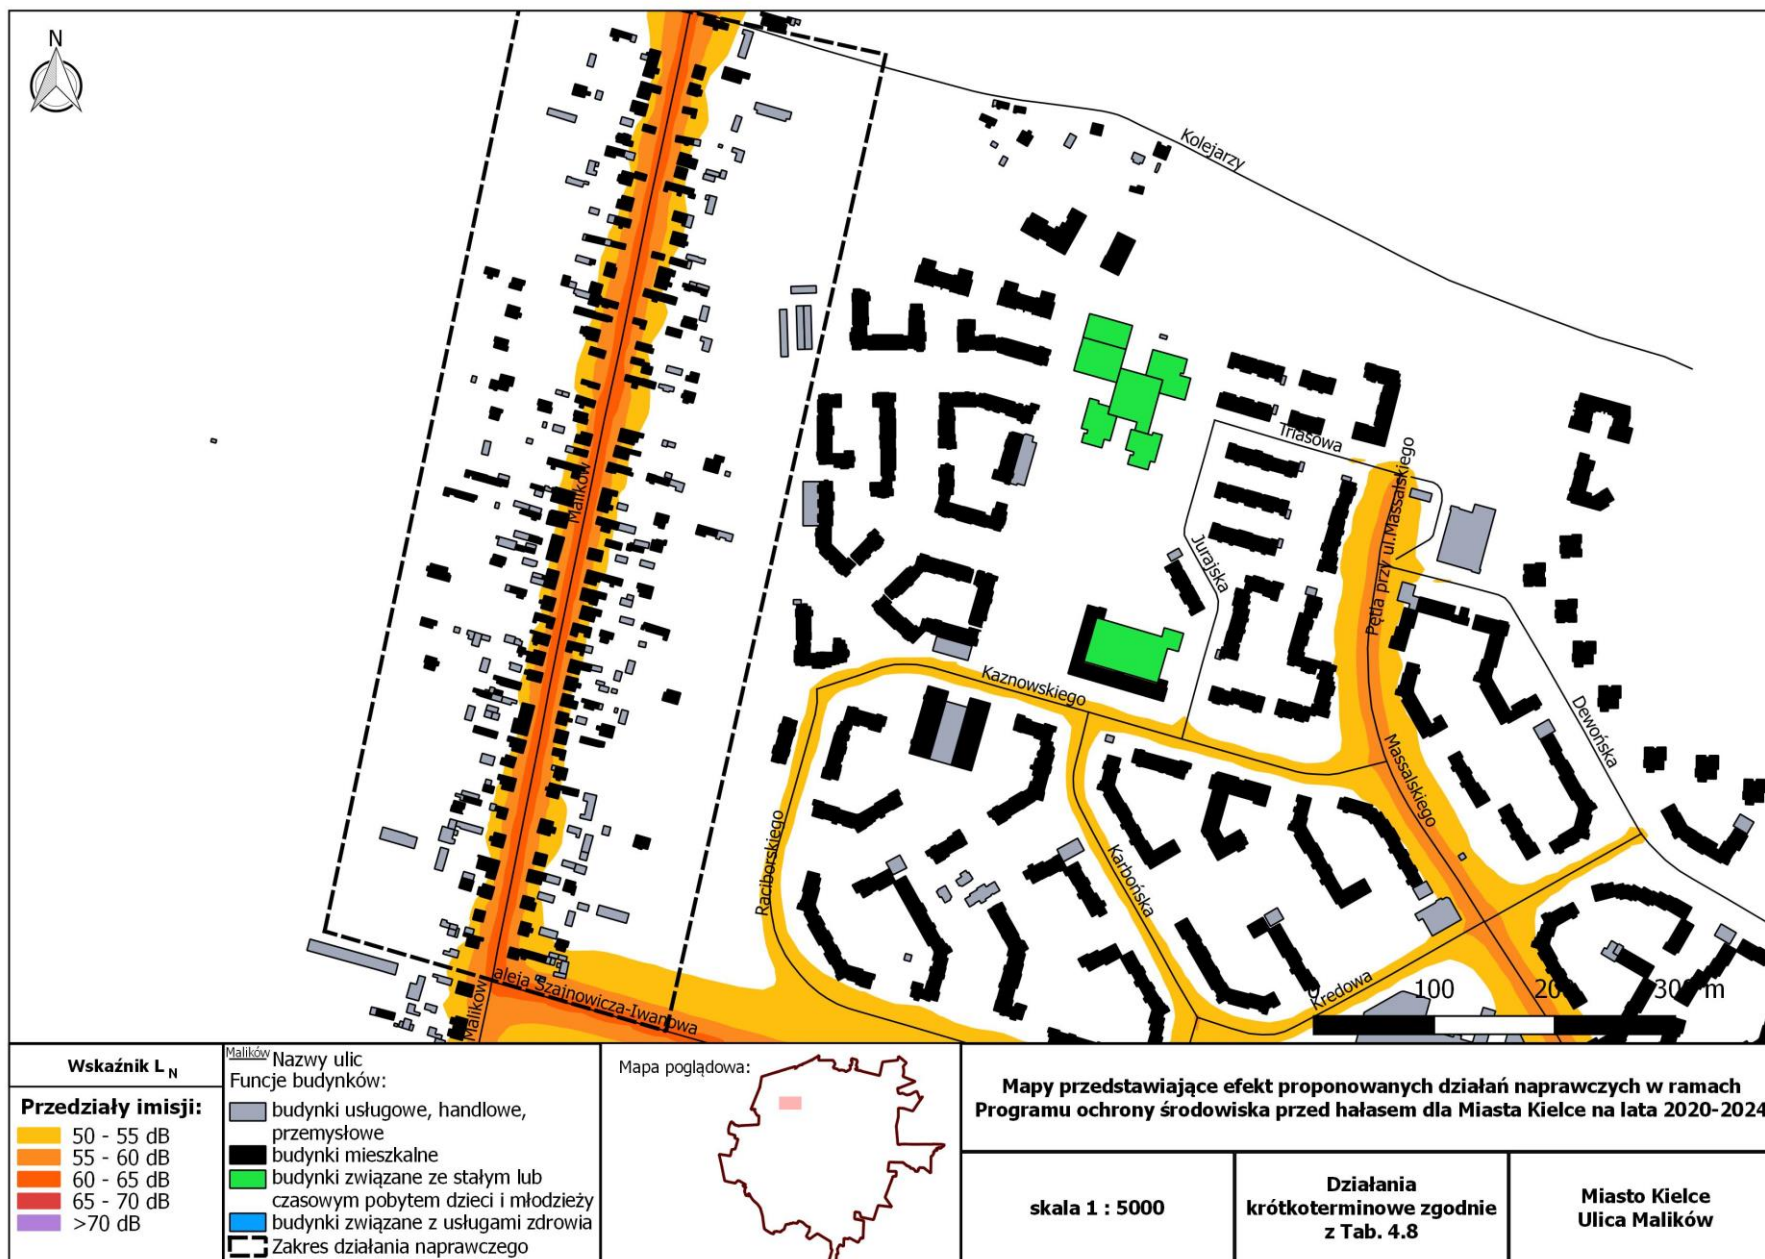 N
Kolejarzy
Triasowa
Pętla przy ul.Massalskiego
Malików
Jurajska
Kaznowskiego
Dewońska
Massalskiego
Raciborskiego
Karbońska
Kredowa
aleja Szajnowicza-Iwanowa
Malików
0 100 200 300 m
Wskaźnik L N
Przedziały imisji:
50 - 55 dB
55 - 60 dB
60 - 65 dB
65 - 70 dB
>70 dB
Malików Nazwy ulic
Funcje budynków:
budynki usługowe, handlowe,
przemysłowe
budynki mieszkalne
budynki związane ze stałym lub
czasowym pobytem dzieci i młodzieży
budynki związane z usługami zdrowia
Zakres działania naprawczego
Mapa poglądowa:
Mapy przedstawiające efekt proponowanych działań naprawczych w ramach
Programu ochrony środowiska przed hałasem dla Miasta Kielce na lata 2020-2024
skala 1 : 5000
Działania
krótkoterminowe zgodnie
z Tab. 4.8
Miasto Kielce
Ulica Malików